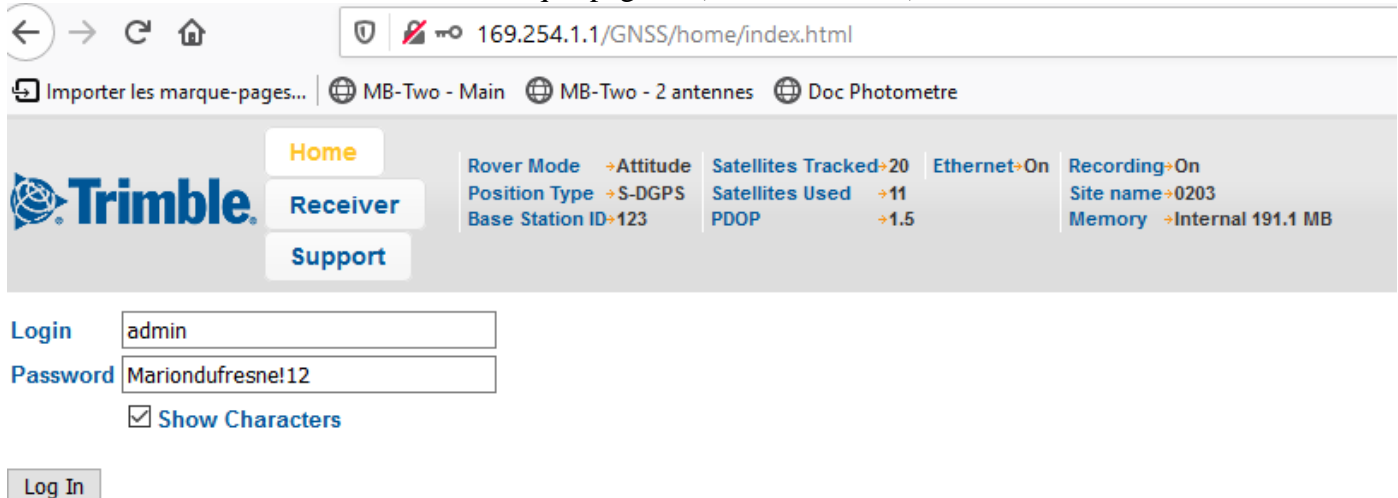 169.254.1.1/GNSS/home/index.html
Importer les marque-pages... MB-Two - Main MB-Two - 2 antennes Doc Photometre
Trimble.
Home
Receiver
Support
Rover Mode →Attitude
Position Type →S-DGPS
Base Station ID→123
Satellites Tracked→20
Satellites Used →11
PDOP →1.5
Ethernet→On
Recording→On
Site name→0203
Memory →Internal 191.1 MB
Login admin
Password Mariondufresne!12
Show Characters
Log In